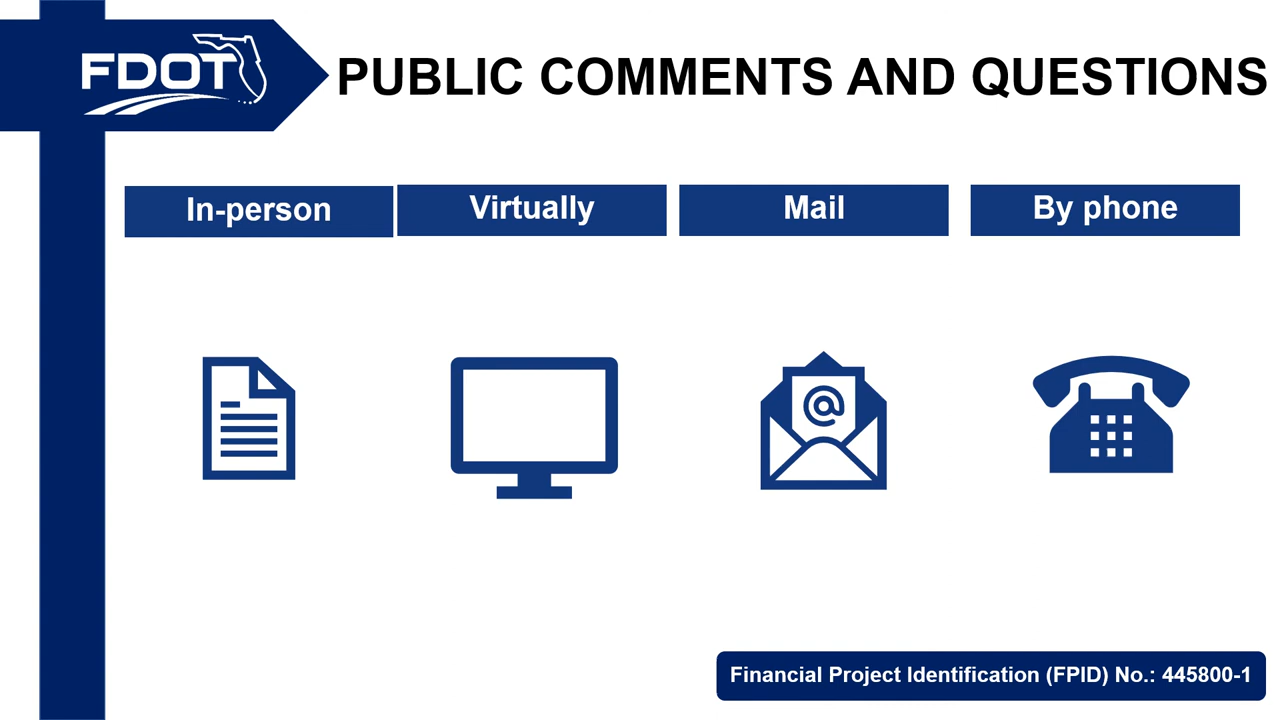 FDOT
PUBLIC COMMENTS AND QUESTIONS
In-person
Virtually
Mail
By phone
@
Financial Project Identification (FPID) No.: 445800-1